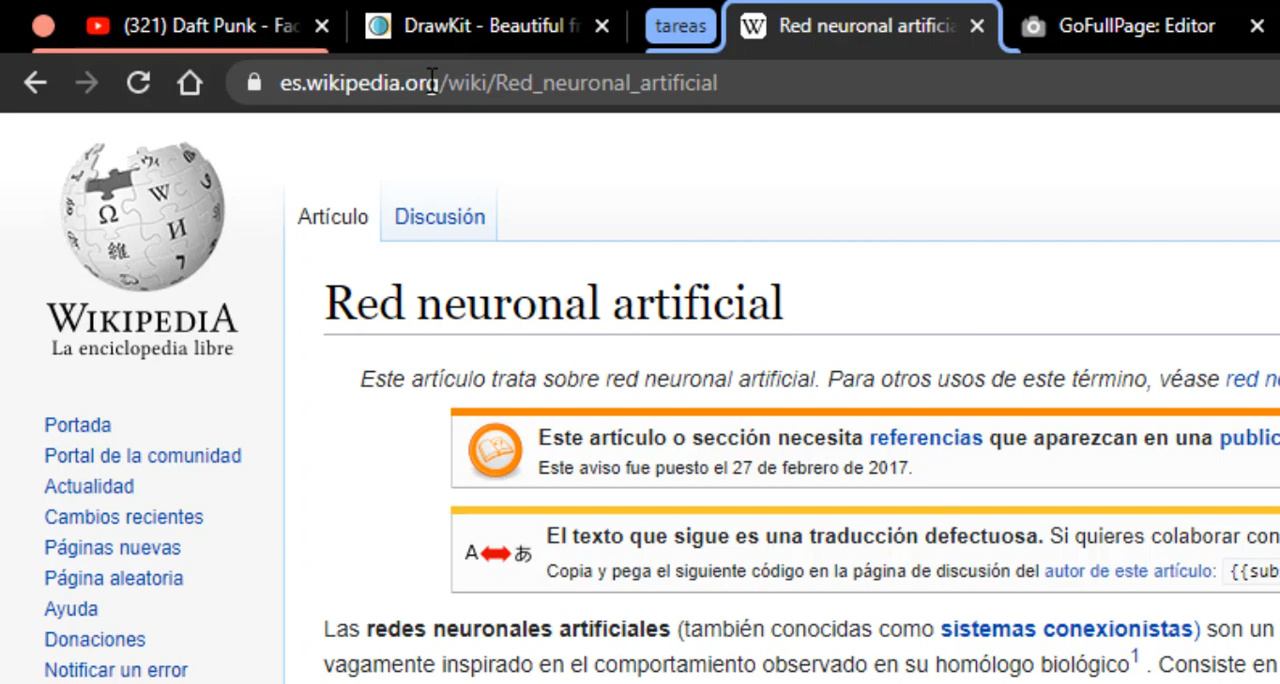 (321) Daft Punk - Fac
DrawKit - Beautiful fr
tareas
W
Red neuronal artificia
GoFullPage: Editor
es.wikipedia.org/wiki/Red_neuronal_artificial
WIKIPEDIA
La enciclopedia libre
Portada
Portal de la comunidad
Actualidad
Cambios recientes
Páginas nuevas
Página aleatoria
Ayuda
Donaciones
Notificar un error
Artículo
Discusión
Red neuronal artificial
Este artículo trata sobre red neuronal artificial. Para otros usos de este término, véase red n
Este artículo o sección necesita referencias que aparezcan en una public
Este aviso fue puesto el 27 de febrero de 2017.
A あ
El texto que sigue es una traducción defectuosa. Si quieres colaborar con
Copia y pega el siguiente código en la página de discusión del autor de este artículo: {{sub
Las redes neuronales artificiales (también conocidas como sistemas conexionistas) son un
vagamente inspirado en el comportamiento observado en su homólogo biológico1 . Consiste en